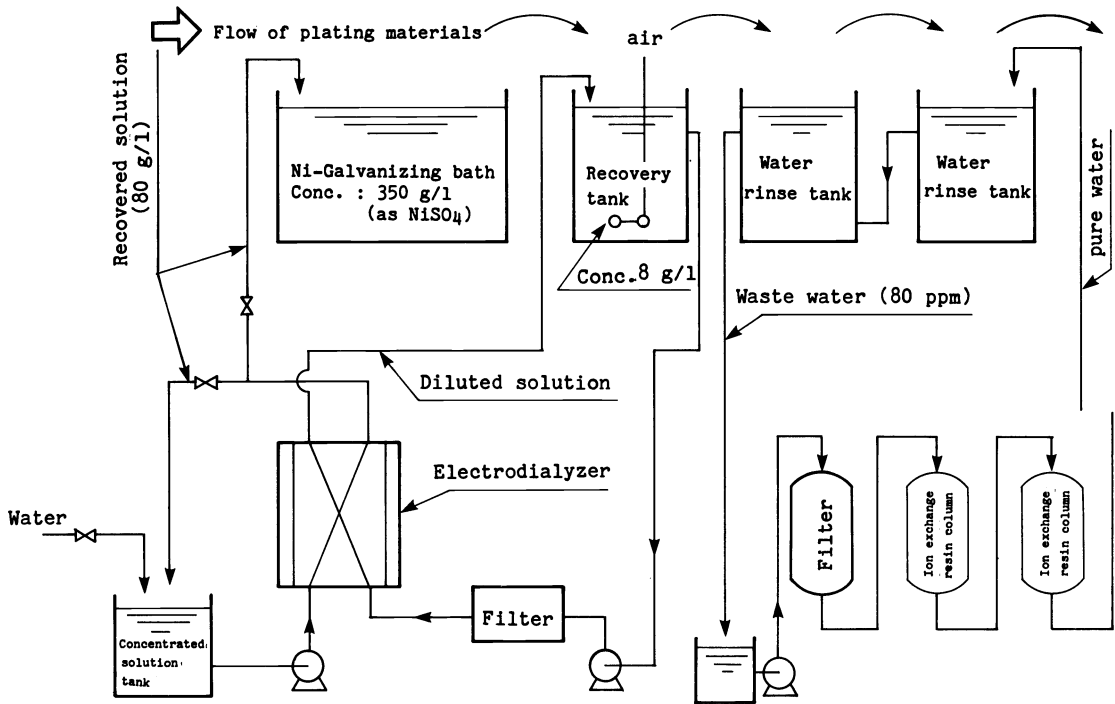 Flow of plating materials
air
Recovered solution
(80 g/l)
Ni-Galvanizing bath
Conc. : 350 g/l
(as NiSO4)
Recovery
tank
Water
rinse tank
Water
rinse tank
Conc.8 g/l
pure water
Waste water (80 ppm)
Diluted solution
Electrodialyzer
Water
Filter
Ion exchange
resin column
Ion exchange
resin column
Filter
Concentrated
solution
tank